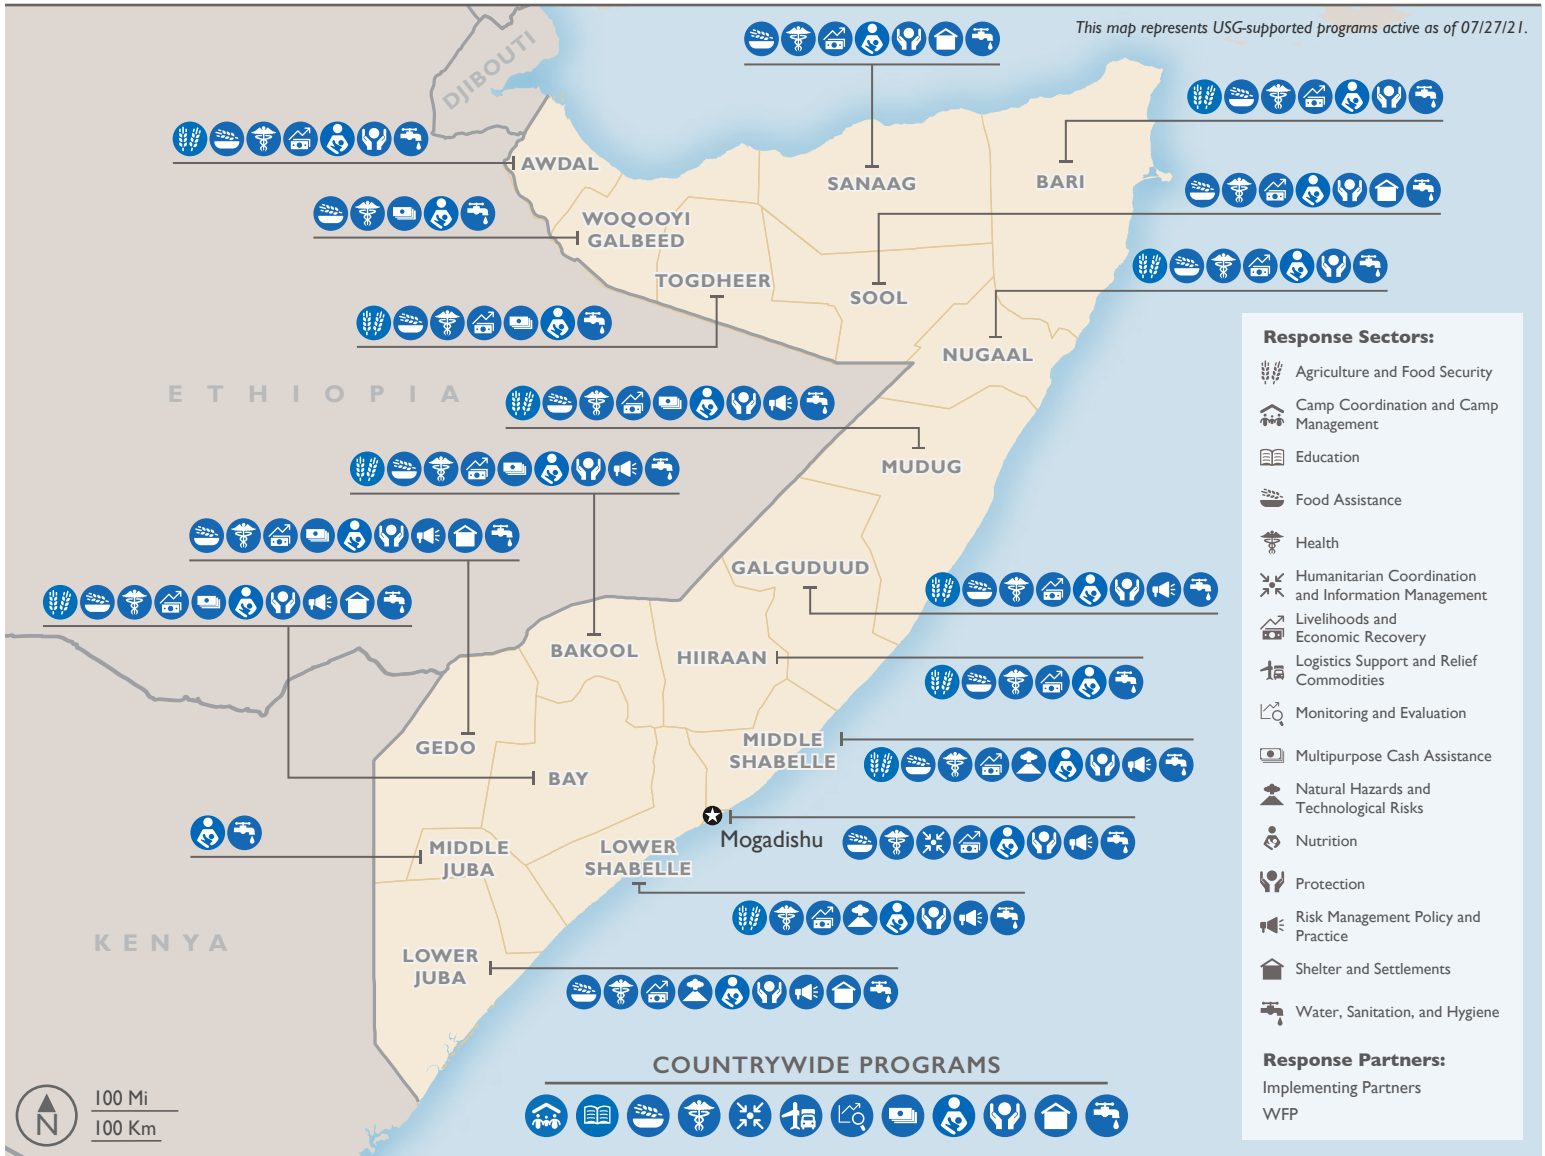 This map represents USG-supported programs active as of 07/27/21.
DJIBOUTI
AWDAL
SANAAG
BARI
WOQOOYI
GALBEED
TOGDHEER
SOOL
NUGAAL
ETHIOPIA
MUDUG
GALGUDUUD
BAKOOL
HIIRAAN
GEDO
MIDDLE
SHABELLE
BAY
Mogadishu
MIDDLE
JUBA
LOWER
SHABELLE
KENYA
LOWER
JUBA
Response Sectors:
Agriculture and Food Security
Camp Coordination and Camp
Management
Education
Food Assistance
Health
Humanitarian Coordination
and Information Management
Livelihoods and
Economic Recovery
Logistics Support and Relief
Commodities
Monitoring and Evaluation
Multipurpose Cash Assistance
Natural Hazards and
Technological Risks
Nutrition
Protection
Risk Management Policy and
Practice
Shelter and Settlements
Water, Sanitation, and Hygiene
Response Partners:
Implementing Partners
WFP
COUNTRYWIDE PROGRAMS
N
100 Mi
100 Km